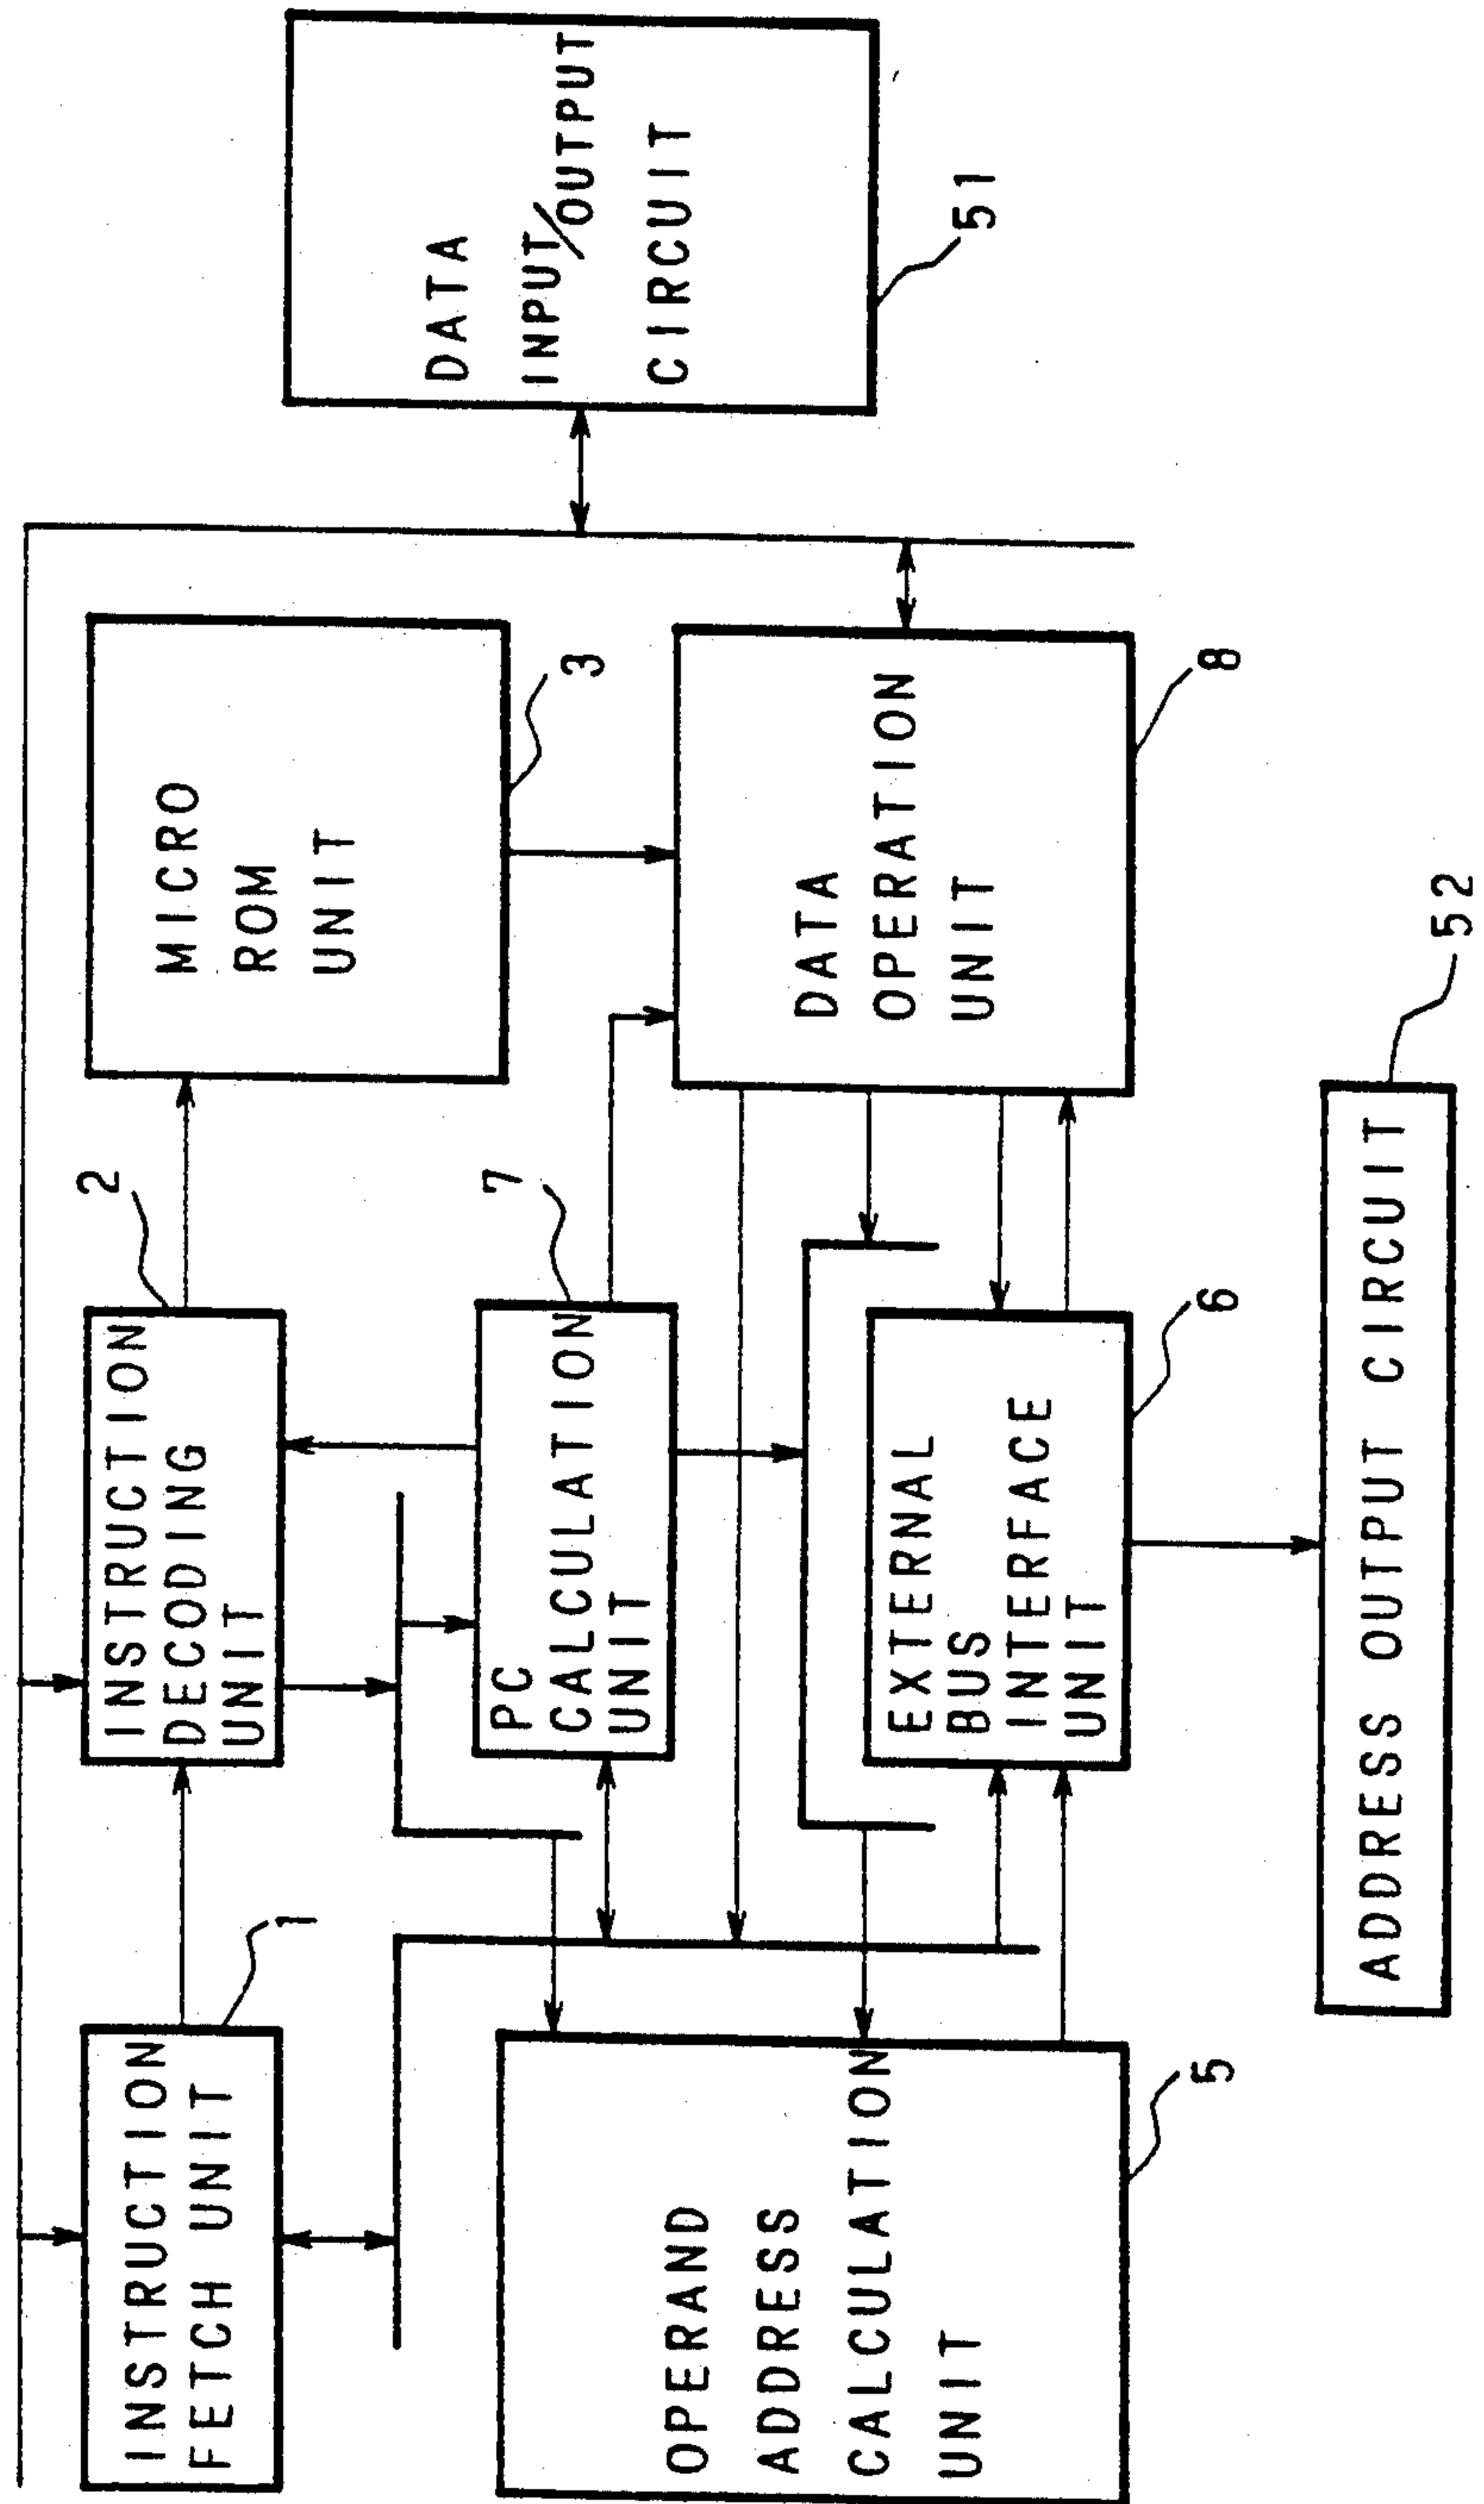 INSTRUCTION
FETCH UNIT
1
INSTRUCTION
DECODING
UNIT
2
MICRO
ROM
UNIT
3
DATA
INPUT/OUTPUT
CIRCUIT
51
OPERAND
ADDRESS
CALCULATION
UNIT
5
PC
CALCULATION
UNIT
7
EXTERNAL
BUS
INTERFACE
UNIT
6
DATA
OPERATION
UNIT
8
ADDRESS OUTPUT CIRCUIT
52